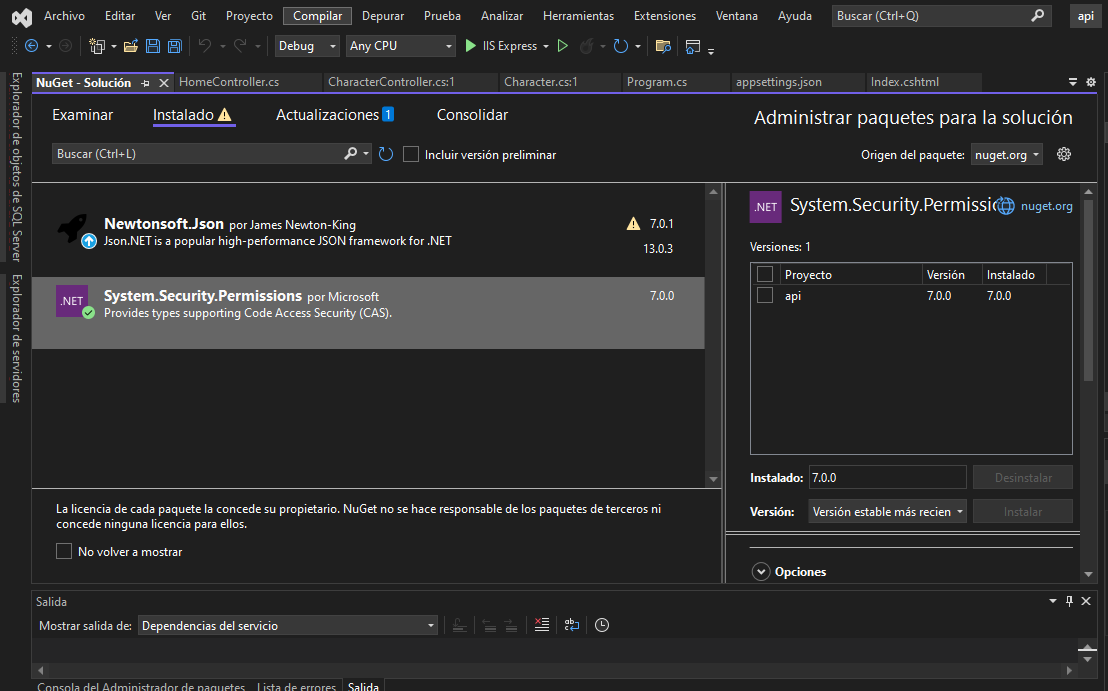 Archivo Editar Ver Git Proyecto Compilar Depurar Prueba Analizar Herramientas Extensiones Ventana Ayuda Buscar (Ctrl+Q) api
Debug Any CPU IIS Express
Explorador de objetos de SQL Server
Explorador de servidores
NuGet - Solución HomeController.cs CharacterController.cs:1 Character.cs:1 Program.cs appsettings.json Index.cshtml
Examinar Instalado Actualizaciones 1 Consolidar
Administrar paquetes para la solución
Buscar (Ctrl+L) Incluir versión preliminar
Origen del paquete: nuget.org
Newtonsoft.Json por James Newton-King 7.0.1
Json.NET is a popular high-performance JSON framework for .NET
13.0.3
.NET System.Security.Permissions por Microsoft 7.0.0
Provides types supporting Code Access Security (CAS).
La licencia de cada paquete la concede su propietario. NuGet no se hace responsable de los paquetes de terceros ni
concede ninguna licencia para ellos.
No volver a mostrar
.NET System.Security.Permissi nuget.org
Versiones: 1
Proyecto Versión Instalado
api 7.0.0 7.0.0
Instalado: 7.0.0 Desinstalar
Versión: Versión estable más recien Instalar
Opciones
Salida
Mostrar salida de: Dependencias del servicio
Consola del Administrador de paquetes Lista de errores Salida